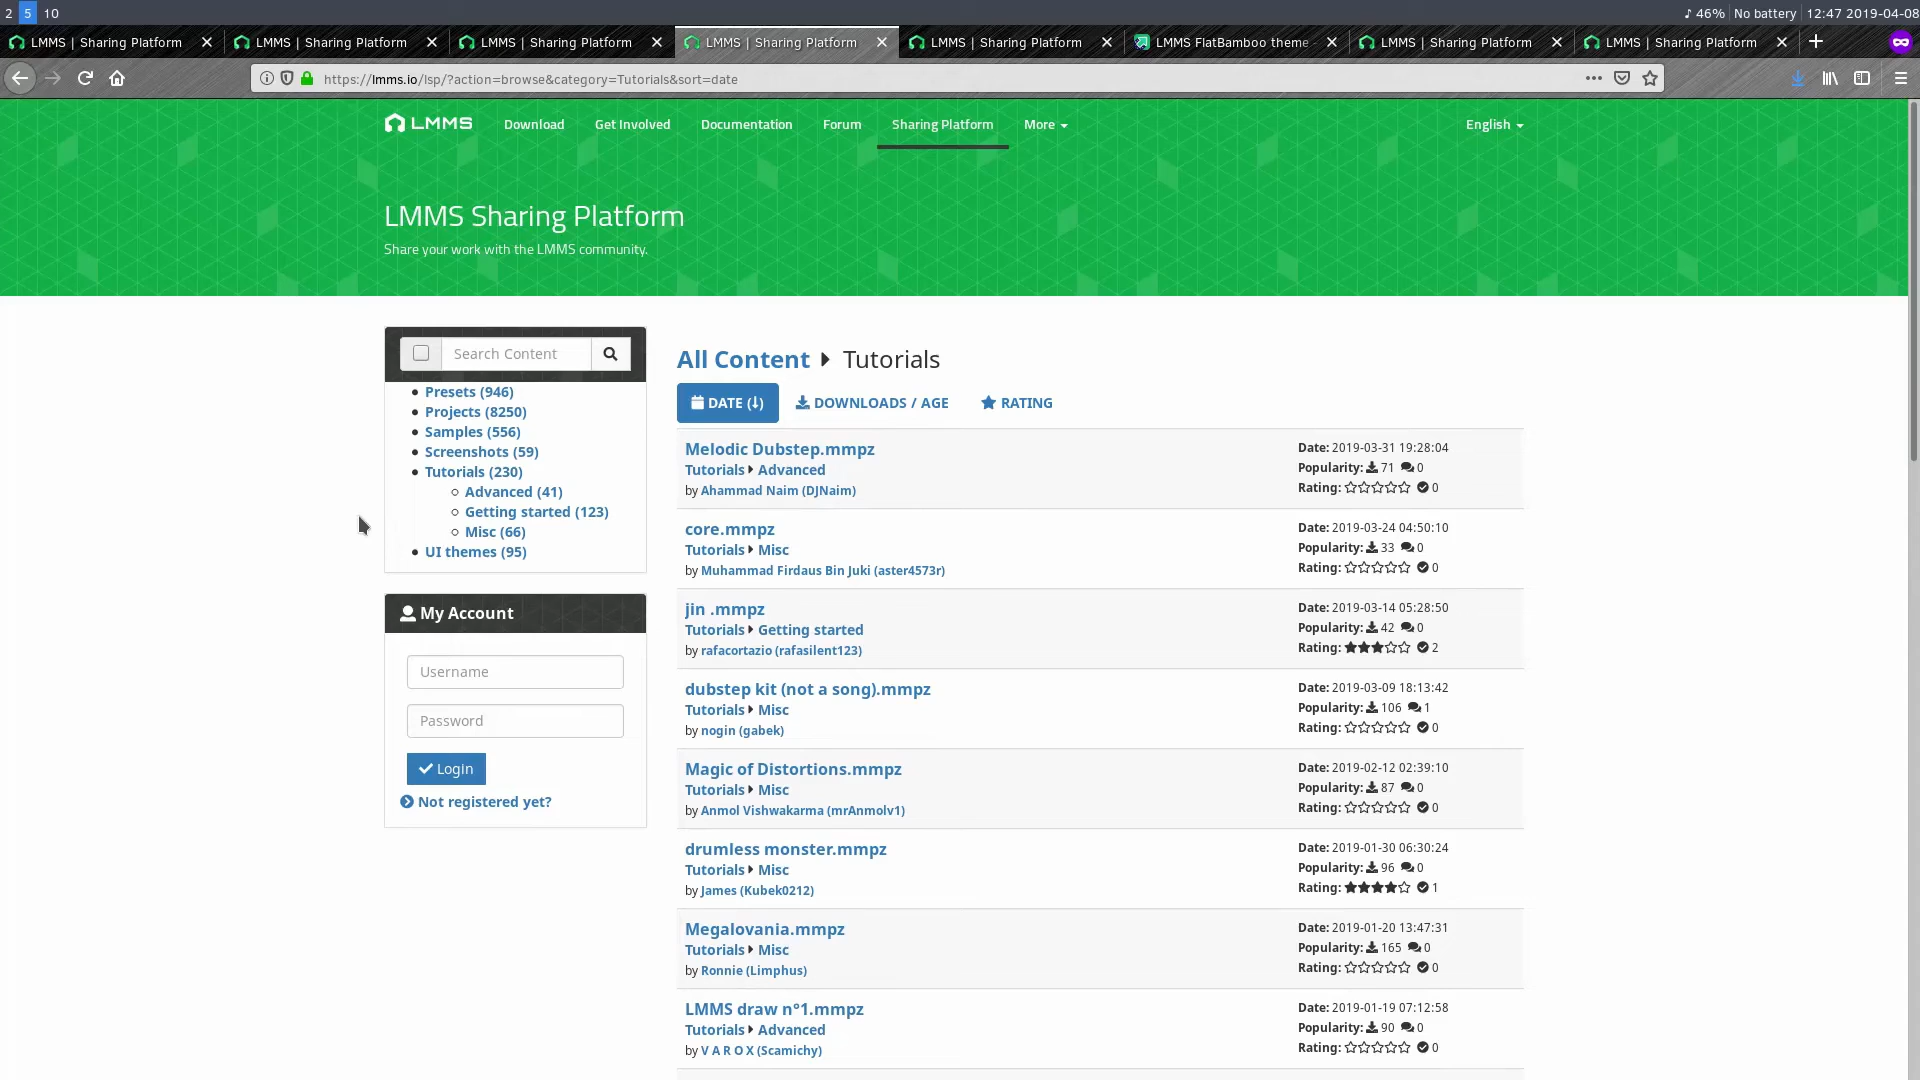 2 5 10
46% No battery 12:47 2019-04-08
LMMS | Sharing Platform LMMS | Sharing Platform LMMS | Sharing Platform LMMS | Sharing Platform LMMS | Sharing Platform LMMS FlatBamboo theme LMMS | Sharing Platform LMMS | Sharing Platform
https://lmms.io/lsp/?action=browse&category=Tutorials&sort=date
LMMS Download Get Involved Documentation Forum Sharing Platform More English
LMMS Sharing Platform
Share your work with the LMMS community.
Search Content
Presets (946)
Projects (8250)
Samples (556)
Screenshots (59)
Tutorials (230)
Advanced (41)
Getting started (123)
Misc (66)
UI themes (95)
My Account
Username
Password
Login
Not registered yet?
All Content Tutorials
DATE (↓) DOWNLOADS / AGE RATING
Melodic Dubstep.mmpz
Tutorials Advanced
by Ahammad Naim (DJNaim)
Date: 2019-03-31 19:28:04
Popularity: 71 0
Rating: 0
core.mmpz
Tutorials Misc
by Muhammad Firdaus Bin Juki (aster4573r)
Date: 2019-03-24 04:50:10
Popularity: 33 0
Rating: 0
jin .mmpz
Tutorials Getting started
by rafacortazio (rafasilent123)
Date: 2019-03-14 05:28:50
Popularity: 42 0
Rating: 2
dubstep kit (not a song).mmpz
Tutorials Misc
by nogin (gabek)
Date: 2019-03-09 18:13:42
Popularity: 106 1
Rating: 0
Magic of Distortions.mmpz
Tutorials Misc
by Anmol Vishwakarma (mrAnmolv1)
Date: 2019-02-12 02:39:10
Popularity: 87 0
Rating: 0
drumless monster.mmpz
Tutorials Misc
by James (Kubek0212)
Date: 2019-01-30 06:30:24
Popularity: 96 0
Rating: 1
Megalovania.mmpz
Tutorials Misc
by Ronnie (Limphus)
Date: 2019-01-20 13:47:31
Popularity: 165 0
Rating: 0
LMMS draw n°1.mmpz
Tutorials Advanced
by V A R O X (Scamichy)
Date: 2019-01-19 07:12:58
Popularity: 90 0
Rating: 0